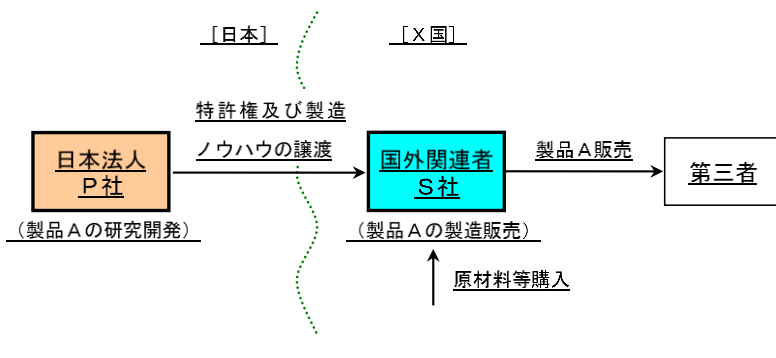 ［日本］
［Ｘ国］
特許権及び製造
ノウハウの譲渡
日本法人
Ｐ社
（製品Ａの研究開発）
国外関連者
Ｓ社
（製品Ａの製造販売）
製品Ａ販売
第三者
原材料等購入